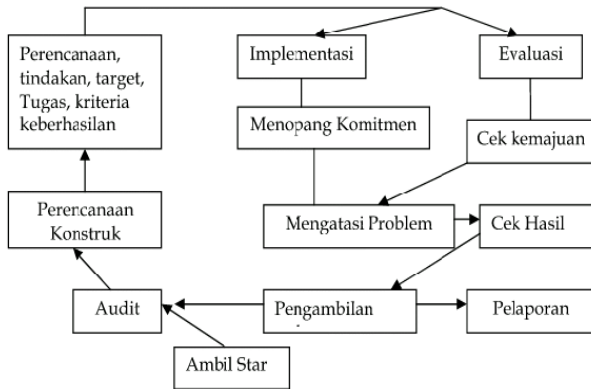 Perencanaan,
tindakan, target,
Tugas, kriteria
keberhasilan
Implementasi
Evaluasi
Menopang Komitmen
Cek kemajuan
Perencanaan
Konstruk
Mengatasi Problem
Cek Hasil
Audit
Pengambilan
Pelaporan
Ambil Star